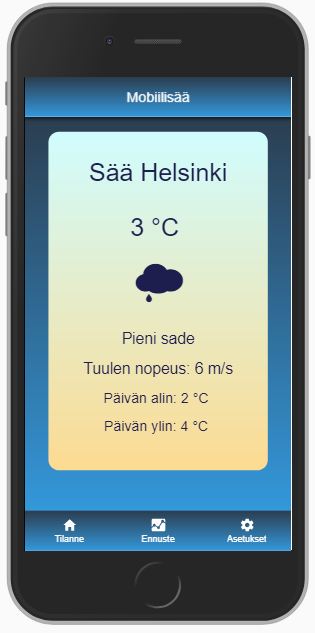 Mobiilisää
Sää Helsinki
3 °C
Pieni sade
Tuulen nopeus: 6 m/s
Päivän alin: 2 °C
Päivän ylin: 4 °C
Tilanne
Ennuste
Asetukset